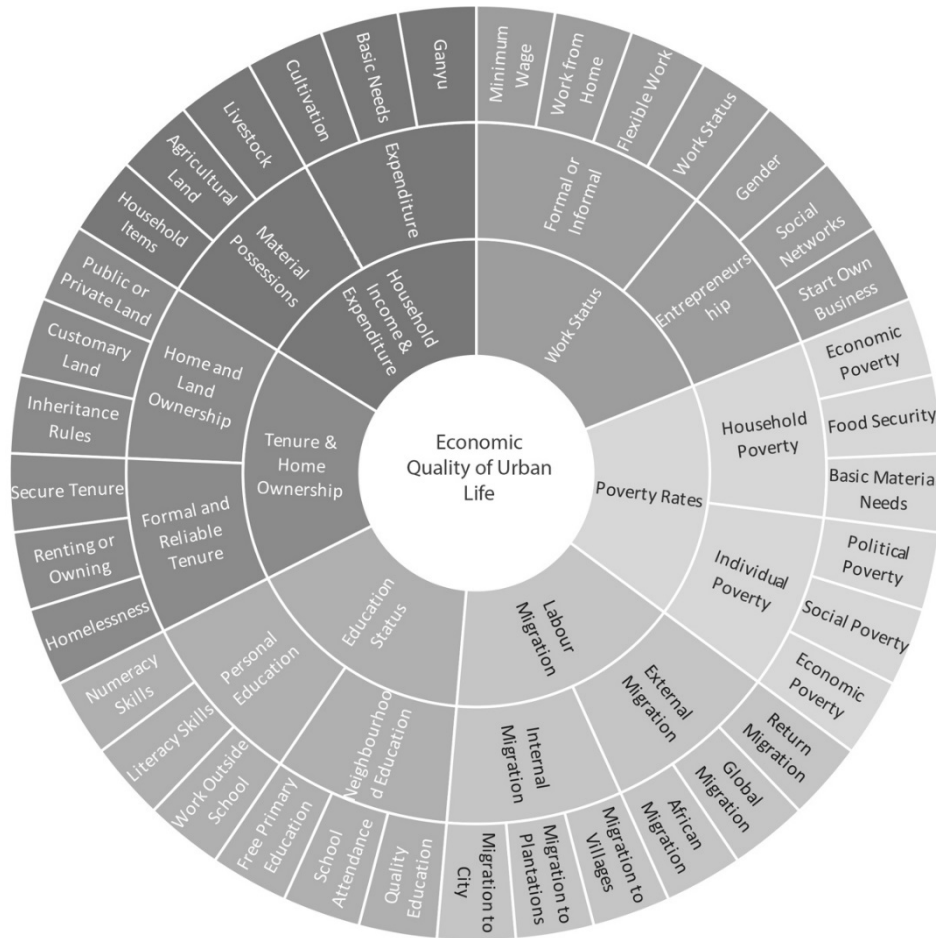 Economic
Quality of Urban
Life
Work Status
Poverty Rates
Labour
Migration
Education
Status
Tenure &
Home
Ownership
Household
Income &
Expenditure
Formal or
Informal
Entrepreneurs
hip
Household
Poverty
Individual
Poverty
External
Migration
Internal
Migration
Neighbourhoo
d Education
Personal
Education
Formal and
Reliable
Tenure
Home and
Land
Ownership
Material
Possessions
Expenditure
Minimum
Wage
Work from
Home
Flexible Work
Work Status
Gender
Social
Networks
Start Own
Business
Economic
Poverty
Food Security
Basic Material
Needs
Political
Poverty
Social Poverty
Economic
Poverty
Return
Migration
Global
Migration
African
Migration
Migration to
Villages
Migration to
Plantations
Migration to
City
Quality
Education
School
Attendance
Free Primary
Education
Work Outside
School
Literacy Skills
Numeracy
Skills
Homelessness
Renting or
Owning
Secure Tenure
Inheritance
Rules
Customary
Land
Public or
Private Land
Household
Items
Agricultural
Land
Livestock
Cultivation
Basic Needs
Ganyu